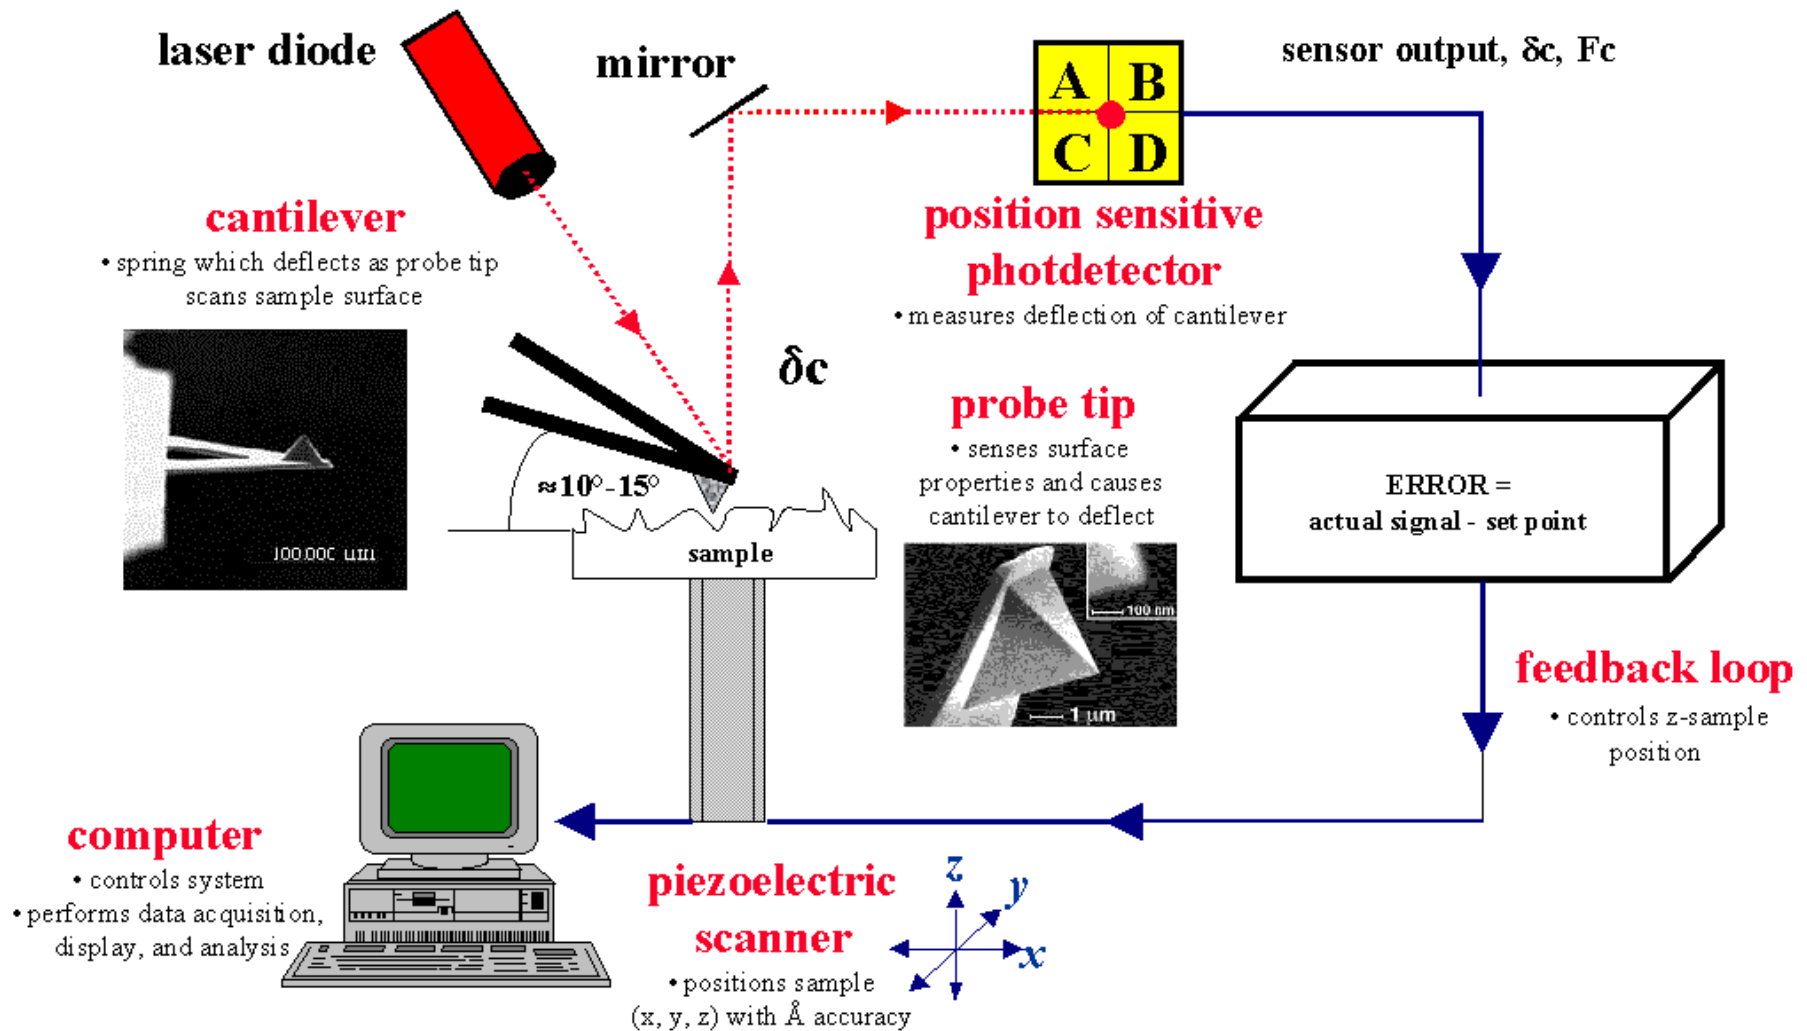 laser diode
mirror
A B
C D
sensor output, δc, Fc
cantilever
• spring which deflects as probe tip
scans sample surface
100.000 µm
position sensitive
photdetector
• measures deflection of cantilever
δc
≈10°-15°
sample
probe tip
• senses surface
properties and causes
cantilever to deflect
100 nm
1 µm
ERROR =
actual signal - set point
feedback loop
• controls z-sample
position
computer
• controls system
• performs data acquisition,
display, and analysis
piezoelectric
scanner
• positions sample
(x, y, z) with Å accuracy
z
y
x